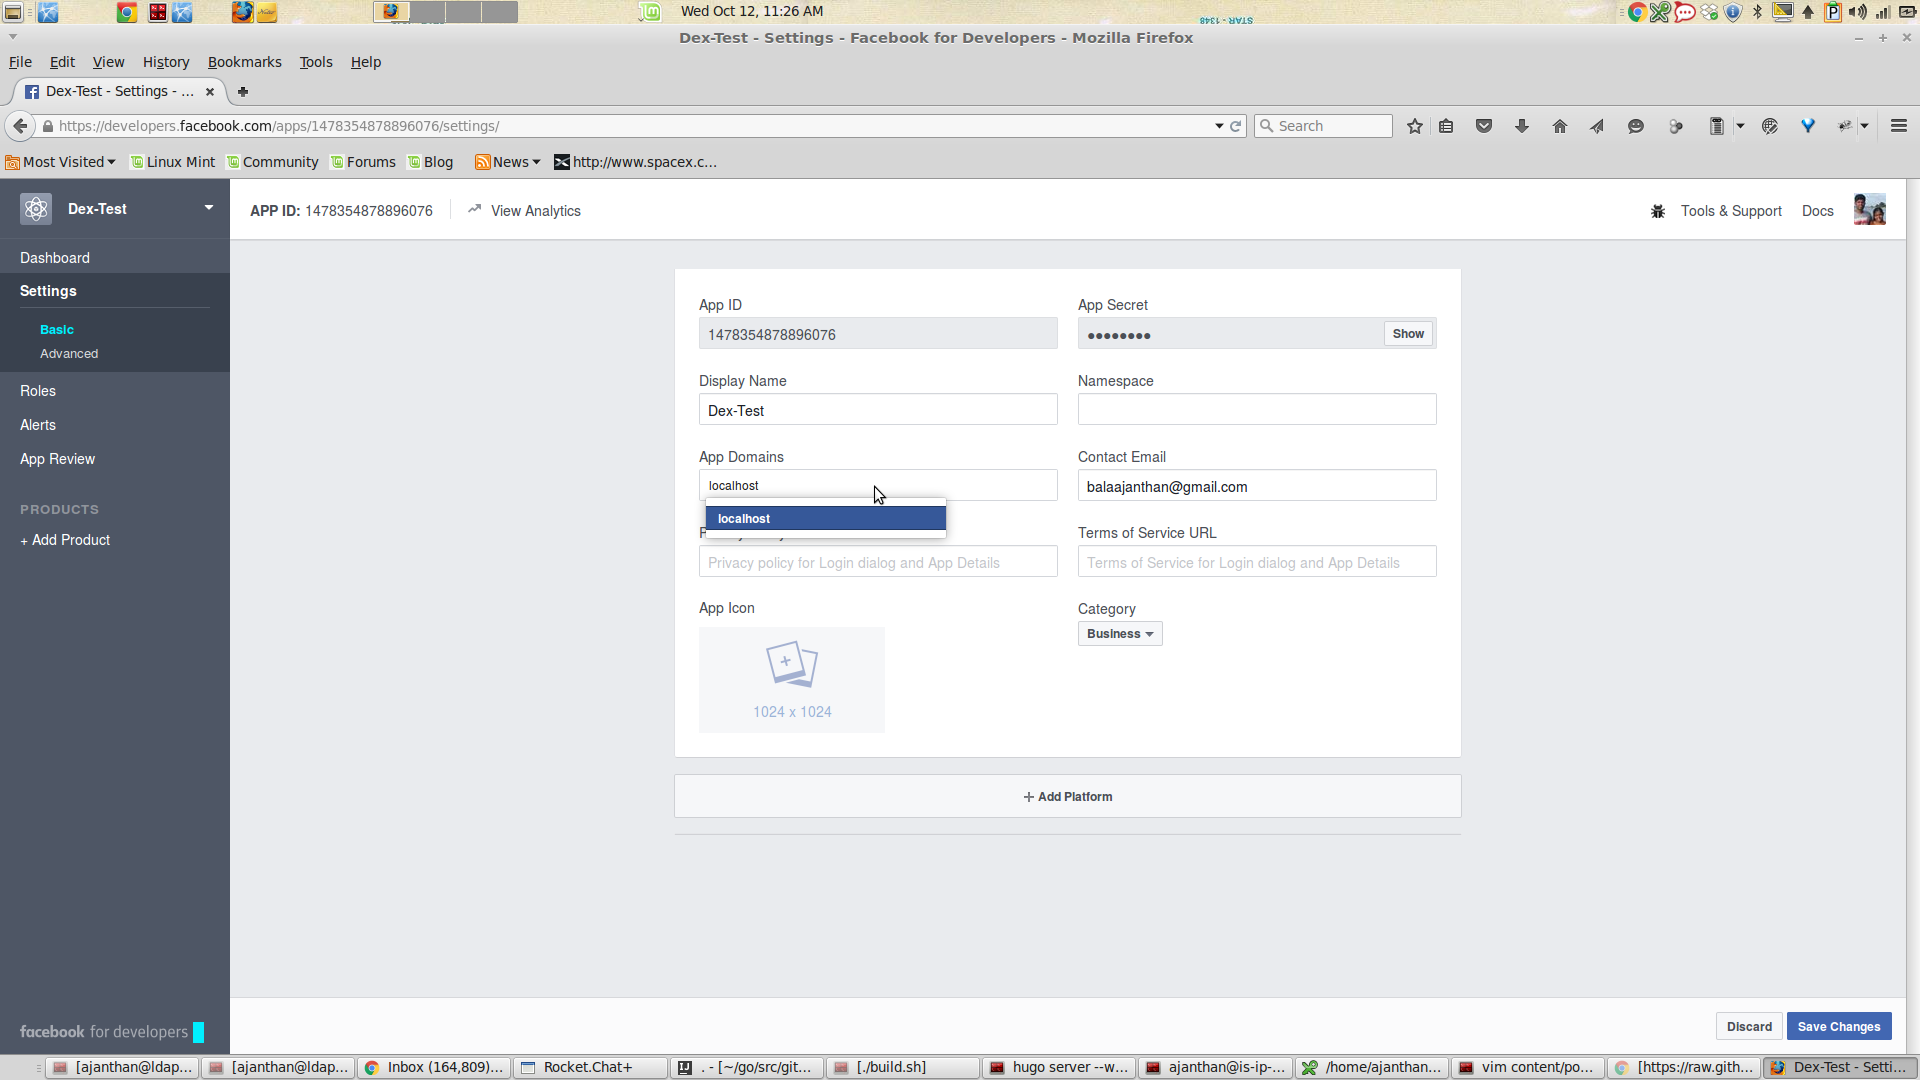 Wed Oct 12, 11:26 AM
Dex-Test - Settings - Facebook for Developers - Mozilla Firefox
File Edit View History Bookmarks Tools Help
Dex-Test - Settings - ...
https://developers.facebook.com/apps/1478354878896076/settings/
Search
Most Visited Linux Mint Community Forums Blog News http://www.spacex.c...
Dex-Test
APP ID: 1478354878896076 View Analytics
Tools & Support Docs
Dashboard
Settings
Basic
Advanced
Roles
Alerts
App Review
PRODUCTS
+ Add Product
App ID
1478354878896076
App Secret
●●●●●●●●
Show
Display Name
Dex-Test
Namespace
App Domains
localhost
localhost
Contact Email
balaajanthan@gmail.com
Privacy policy for Login dialog and App Details
Terms of Service URL
Terms of Service for Login dialog and App Details
App Icon
1024 x 1024
Category
Business
+ Add Platform
facebook for developers
Discard Save Changes
[ajanthan@ldap... [ajanthan@ldap... Inbox (164,809)... Rocket.Chat+ . - [~/go/src/git... [./build.sh] hugo server --w... ajanthan@is-ip-... /home/ajanthan... vim content/po... [https://raw.gith... Dex-Test - Setti...